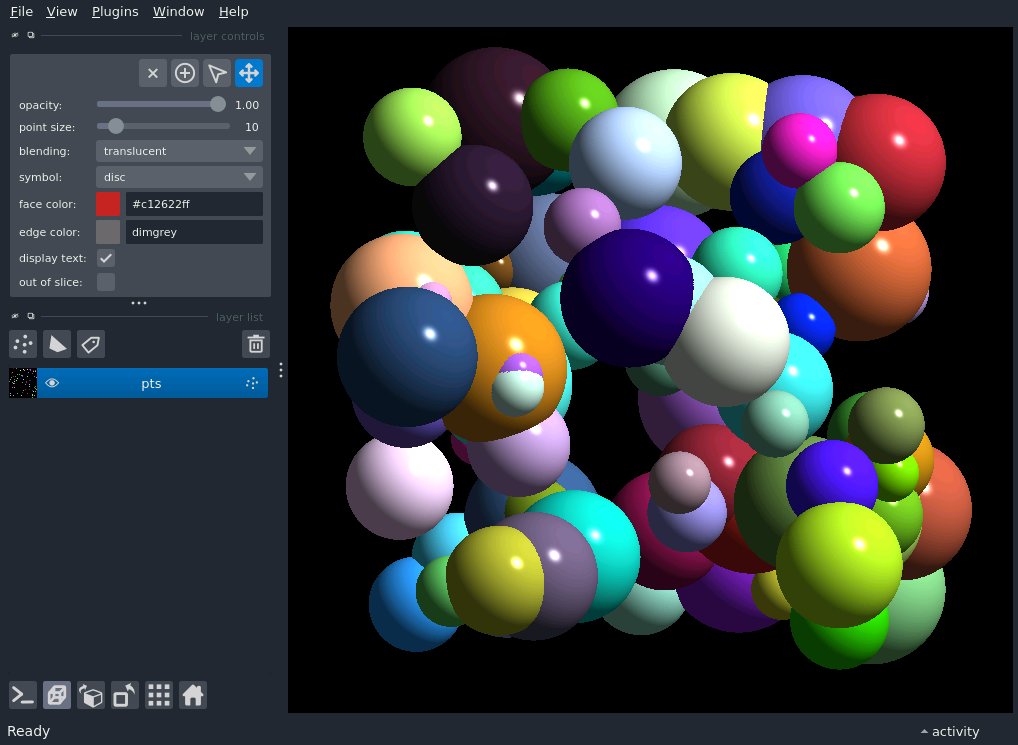 File View Plugins Window Help
layer controls
opacity: 1.00
point size: 10
blending: translucent
symbol: disc
face color: #c12622ff
edge color: dimgrey
display text:
out of slice:
layer list
pts
Ready activity